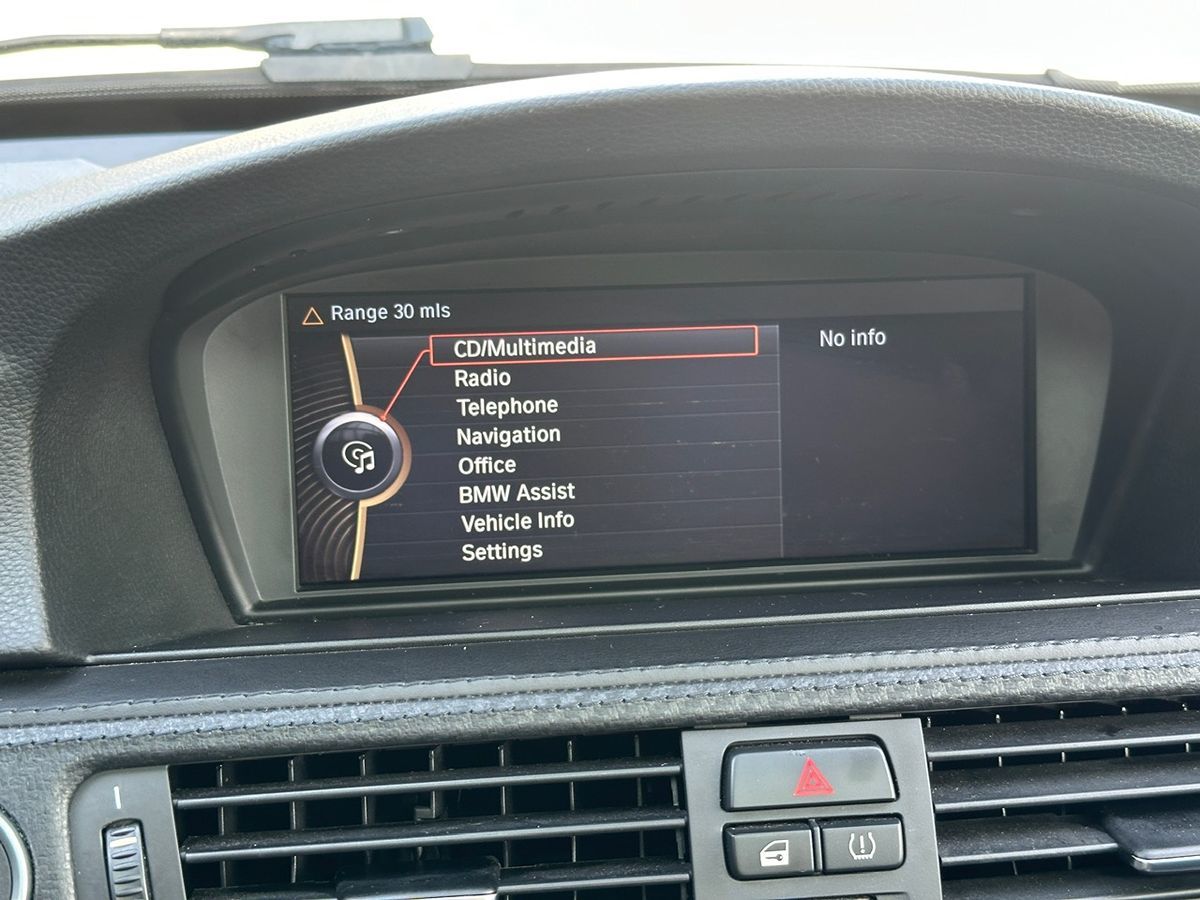 Range 30 mls
CD/Multimedia
No info
Radio
Telephone
Navigation
Office
BMW Assist
Vehicle Info
Settings